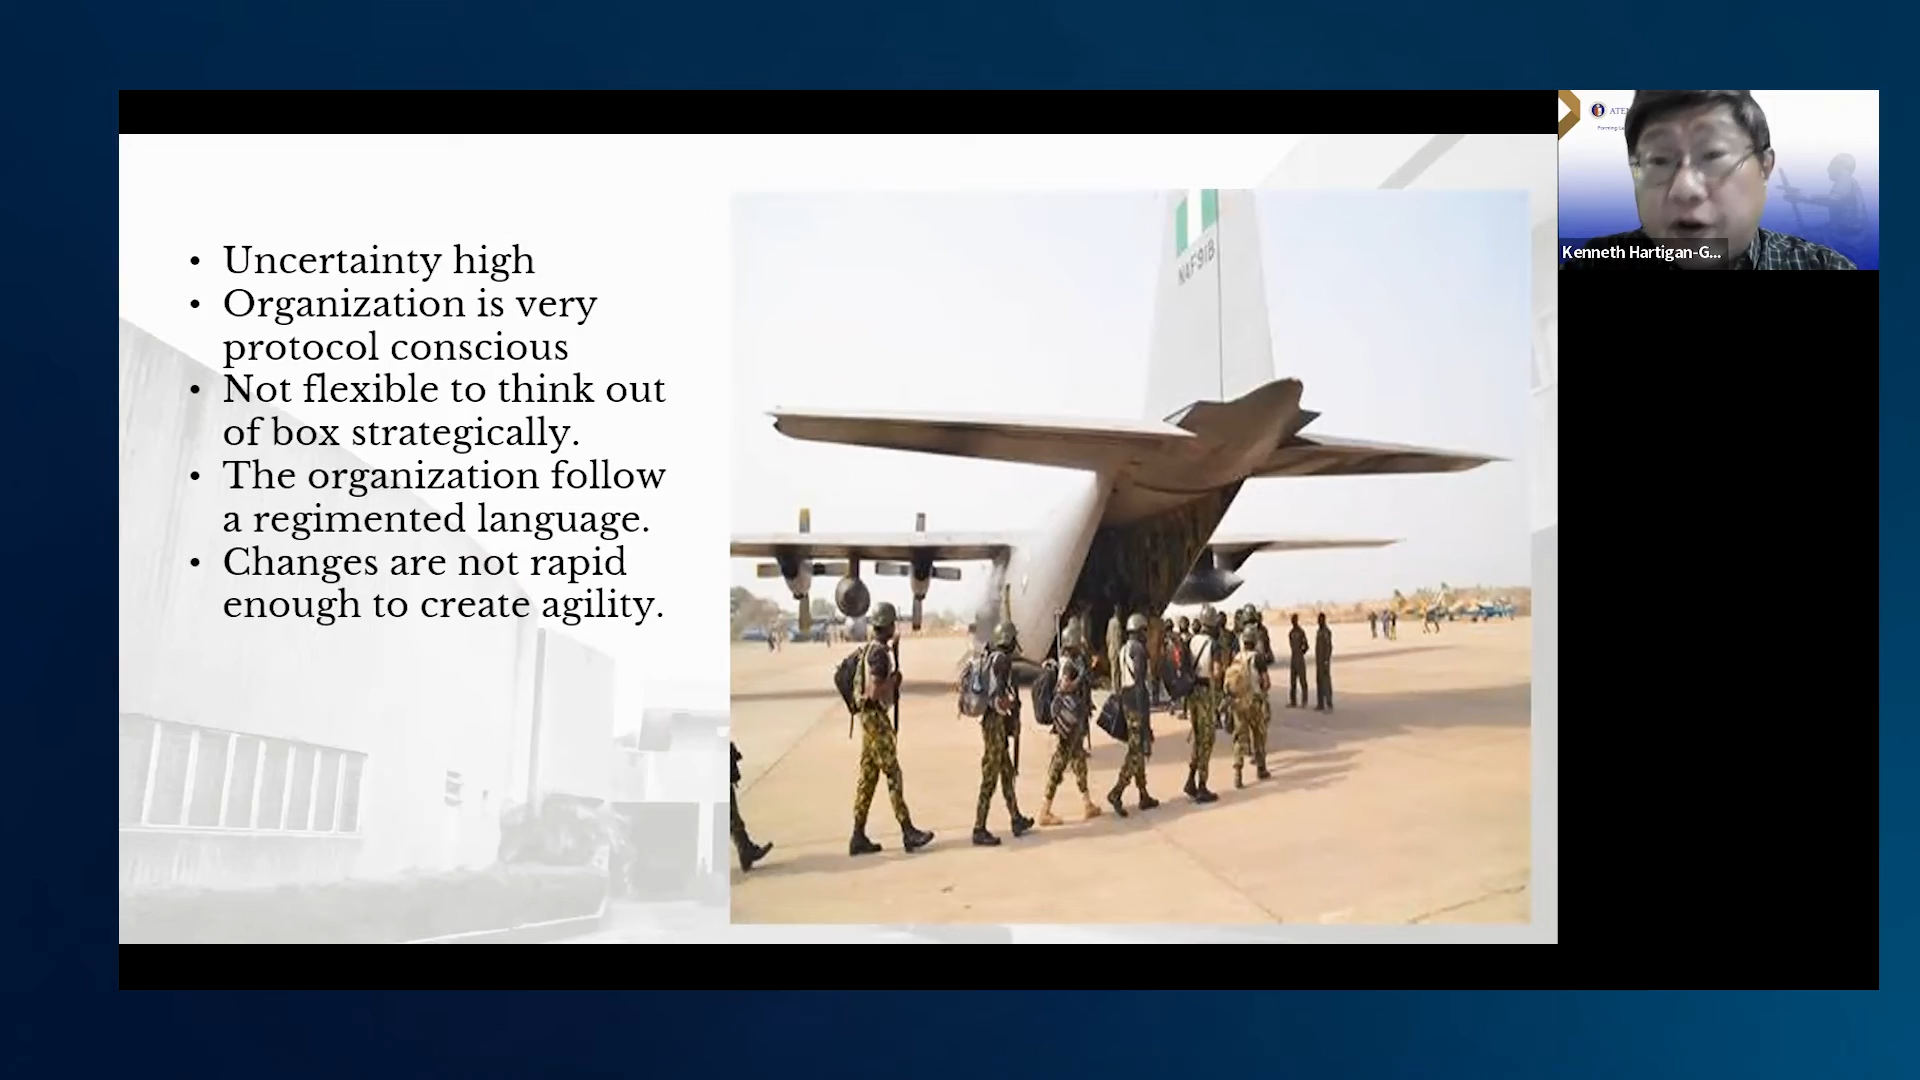 • Uncertainty high
• Organization is very
protocol conscious
• Not flexible to think out
of box strategically.
• The organization follow
a regimented language.
• Changes are not rapid
enough to create agility.
NAF918
Kenneth Hartigan-G...